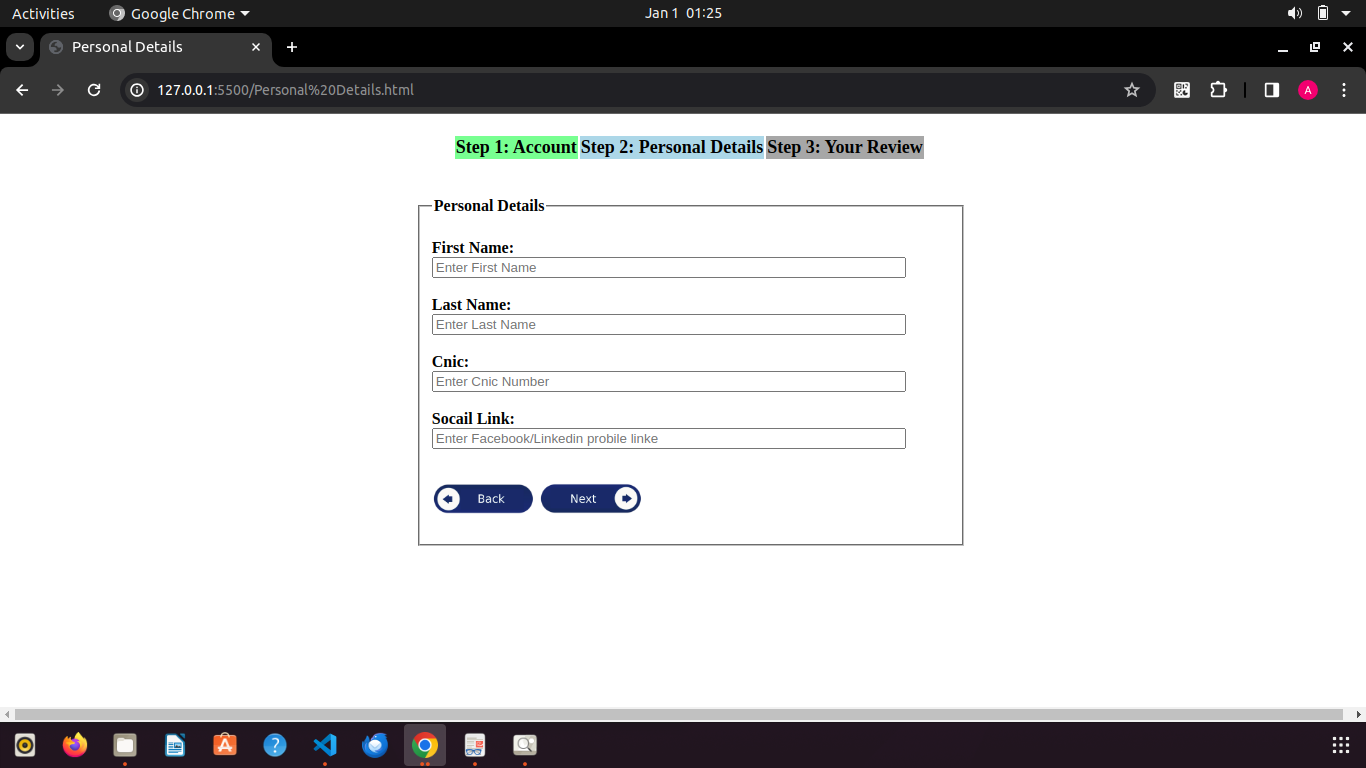 Activities Google Chrome Jan 1 01:25
Personal Details
127.0.0.1:5500/Personal%20Details.html A
Step 1: Account Step 2: Personal Details Step 3: Your Review
Personal Details
First Name:
Enter First Name
Last Name:
Enter Last Name
Cnic:
Enter Cnic Number
Socail Link:
Enter Facebook/Linkedin probile linke
Back Next